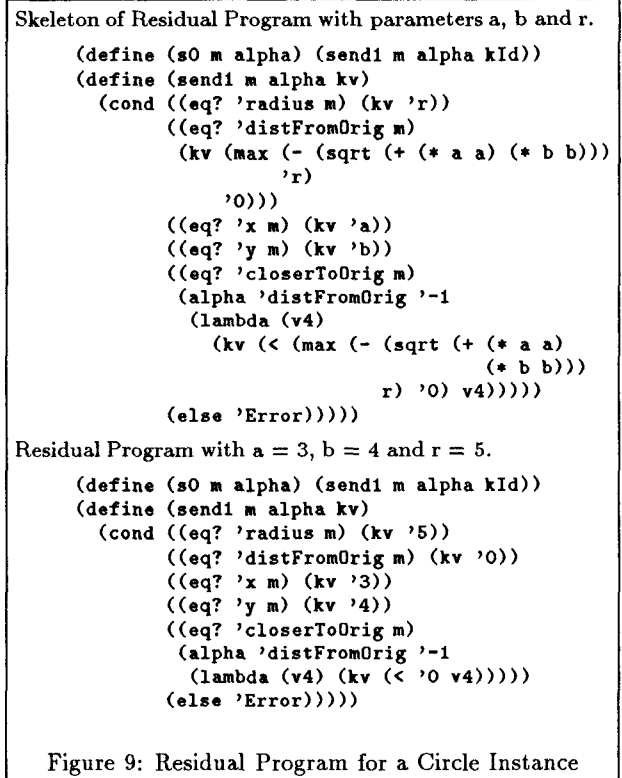 Skeleton of Residual Program with parameters a, b and r.
(define (s0 m alpha) (send1 m alpha kId))
(define (send1 m alpha kv)
(cond ((eq? 'radius m) (kv 'r))
((eq? 'distFromOrig m)
(kv (max (- (sqrt (+ (* a a) (* b b)))
'r)
'0)))
((eq? 'x m) (kv 'a))
((eq? 'y m) (kv 'b))
((eq? 'closerToOrig m)
(alpha 'distFromOrig '-1
(lambda (v4)
(kv (< (max (- (sqrt (+ (* a a)
(* b b)))
r) '0) v4)))))
(else 'Error)))))
Residual Program with a = 3, b = 4 and r = 5.
(define (s0 m alpha) (send1 m alpha kId))
(define (send1 m alpha kv)
(cond ((eq? 'radius m) (kv '5))
((eq? 'distFromOrig m) (kv '0))
((eq? 'x m) (kv '3))
((eq? 'y m) (kv '4))
((eq? 'closerToOrig m)
(alpha 'distFromOrig '-1
(lambda (v4) (kv (< '0 v4)))))
(else 'Error)))))
Figure 9: Residual Program for a Circle Instance